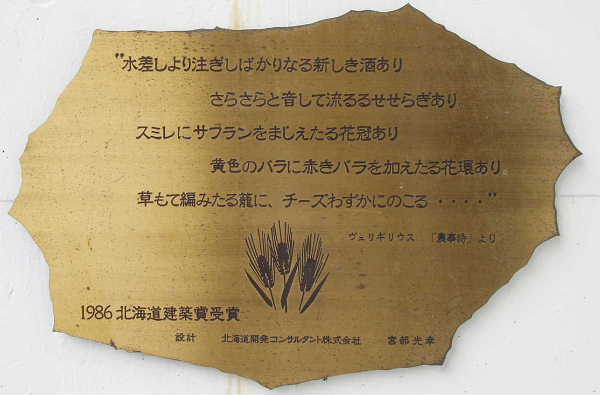 "水差しより注ぎしばかりなる新しき酒あり
さらさらと音して流るるせせらぎあり
スミレにサフランをまじえたる花冠あり
黄色のバラに赤きバラを加えたる花環あり
草もて編みたる籠に、チーズわずかにのこる ・・・・"
ヴェリギリウス 「農事詩」より
1986 北海道建築賞受賞
設計 北海道開発コンサルタント株式会社 宮部光幸